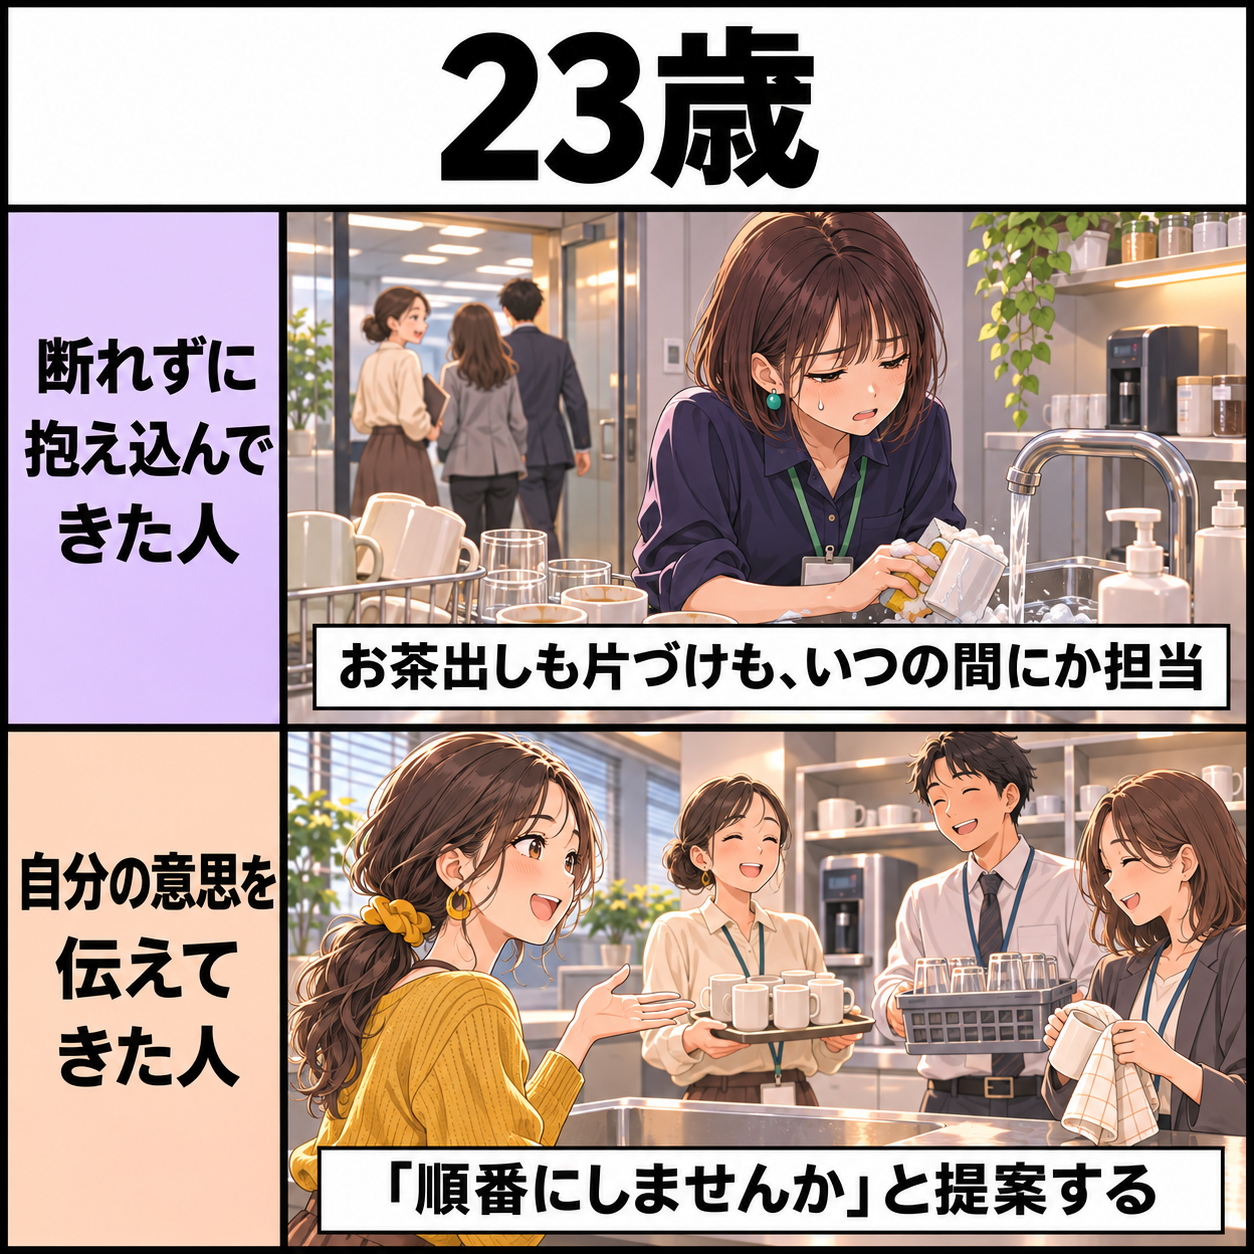 23歳
断れずに
抱え込んで
きた人
お茶出しも片づけも、いつの間にか担当
自分の意思を
伝えて
きた人
「順番にしませんか」と提案する